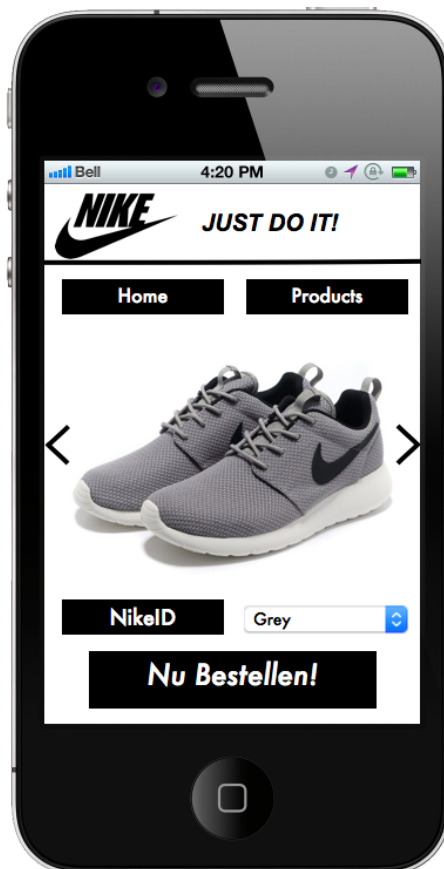 Bell 4:20 PM
NIKE
JUST DO IT!
Home Products
NikeID Grey
Nu Bestellen!